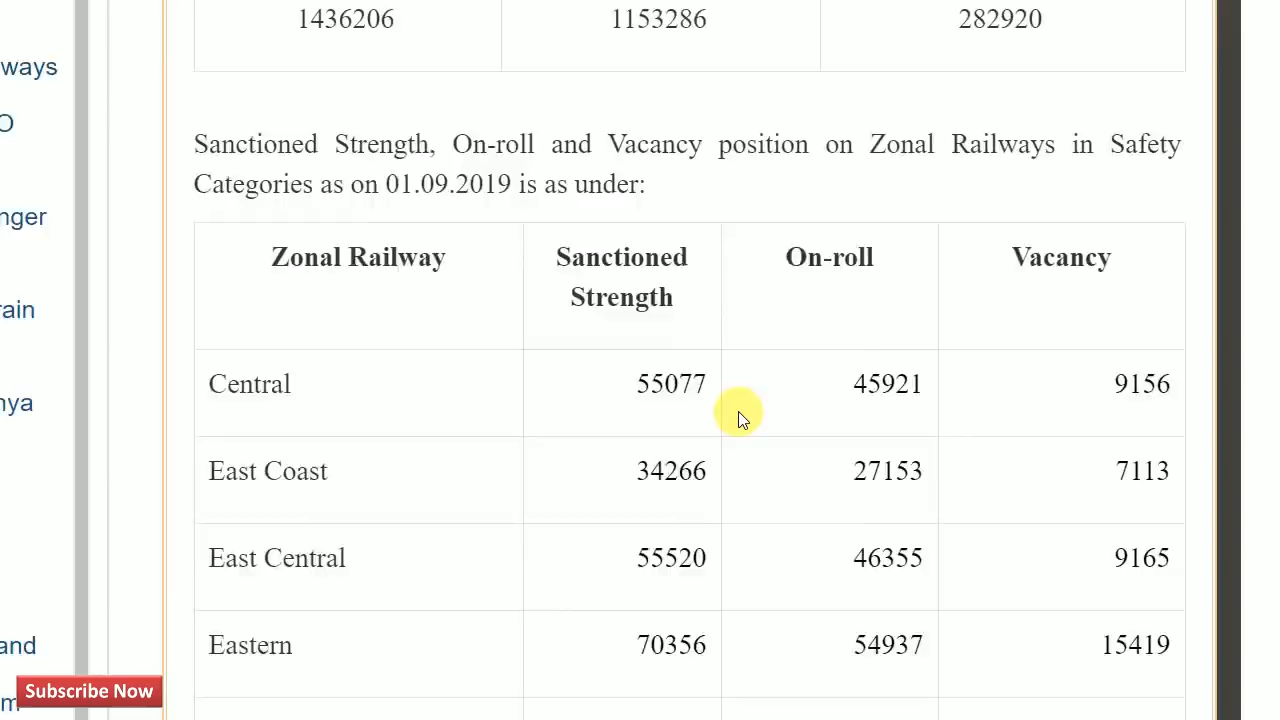 1436206 1153286 282920
ways
O
Sanctioned Strength, On-roll and Vacancy position on Zonal Railways in Safety
Categories as on 01.09.2019 is as under:
nger
Zonal Railway Sanctioned On-roll Vacancy
Strength
rain
Central 55077 45921 9156
nya
East Coast 34266 27153 7113
East Central 55520 46355 9165
Eastern 70356 54937 15419
and
Subscribe Now
m